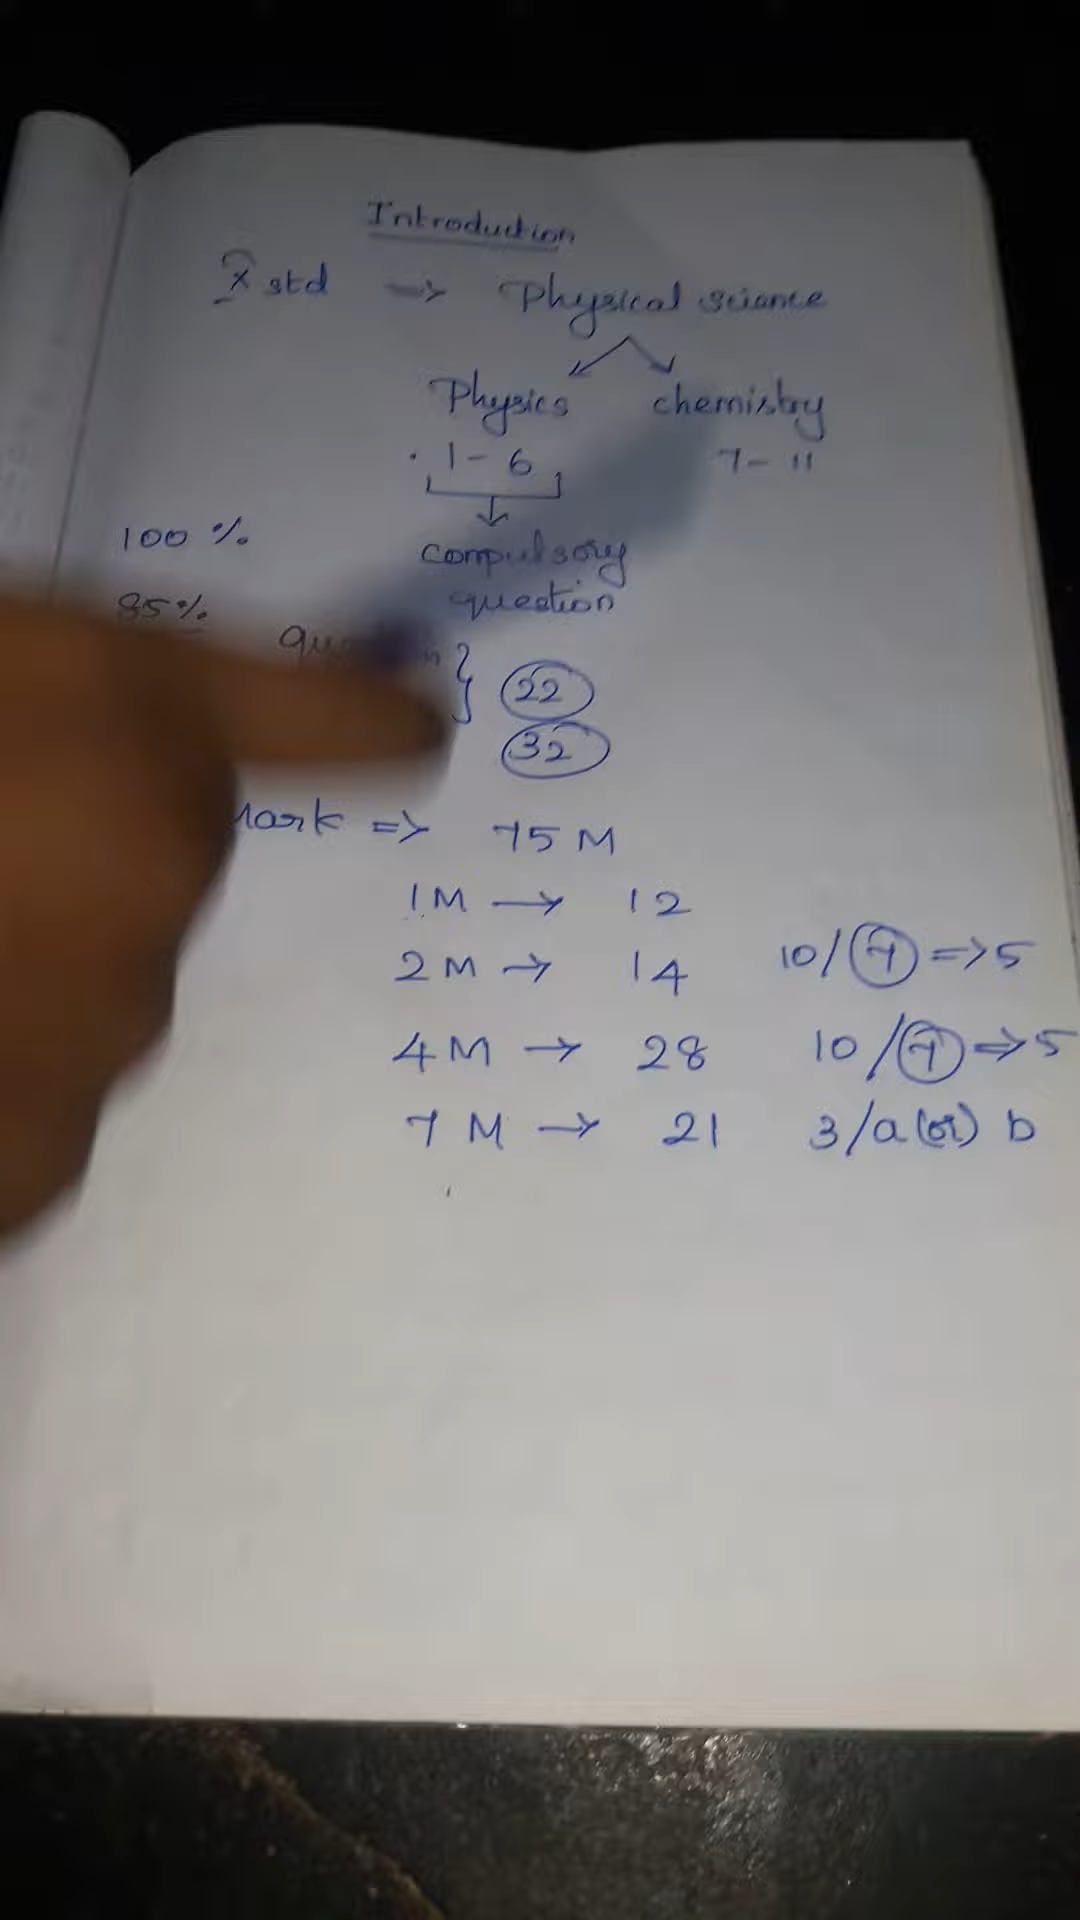 Introduction
X std => Physical science
Physics chemistry
1-6 7-11
100 % compulsory
85% question
22
32
=> 75 M
1M → 12
2M → 14 10/7 => 5
4M → 28 10/7 => 5
7M → 21 3/a (or) b